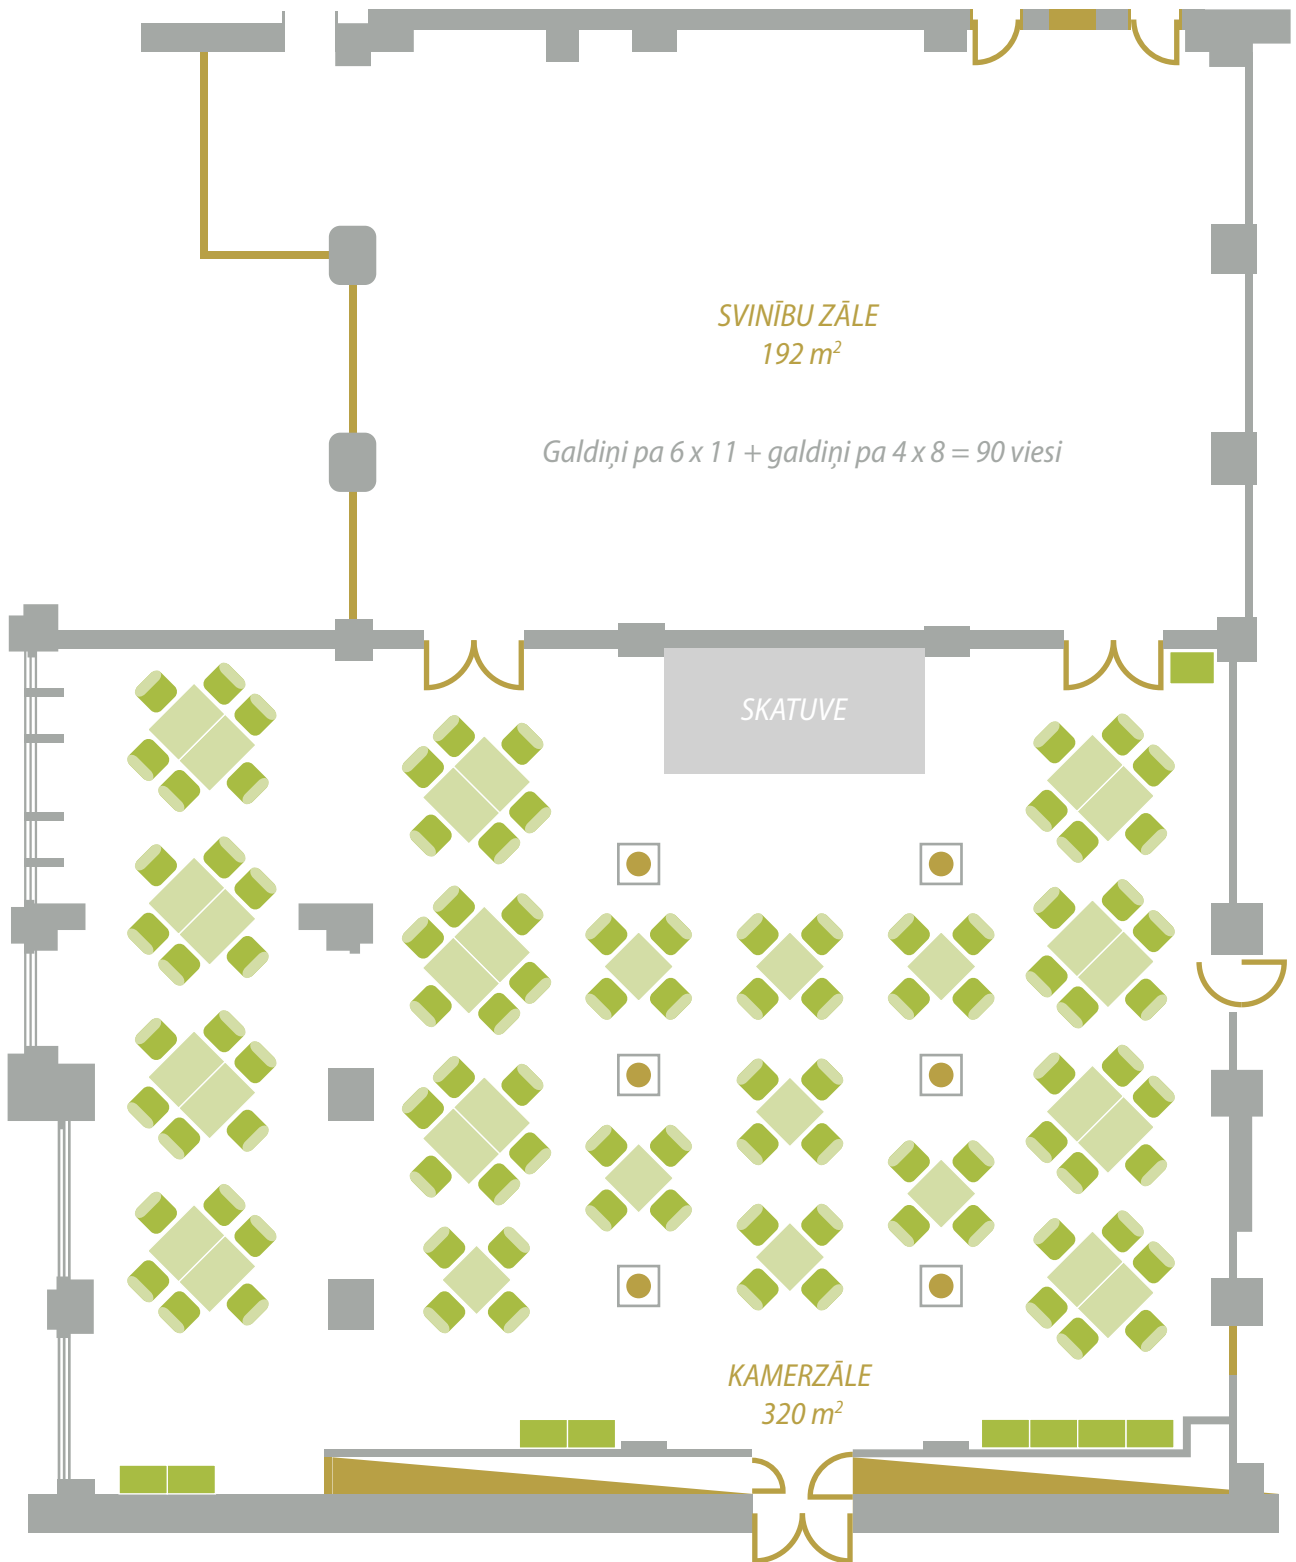 SVINĪBU ZĀLE
192 m²
Galdiņi pa 6 x 11 + galdiņi pa 4 x 8 = 90 viesi
SKATUVE
KAMERZĀLE
320 m²